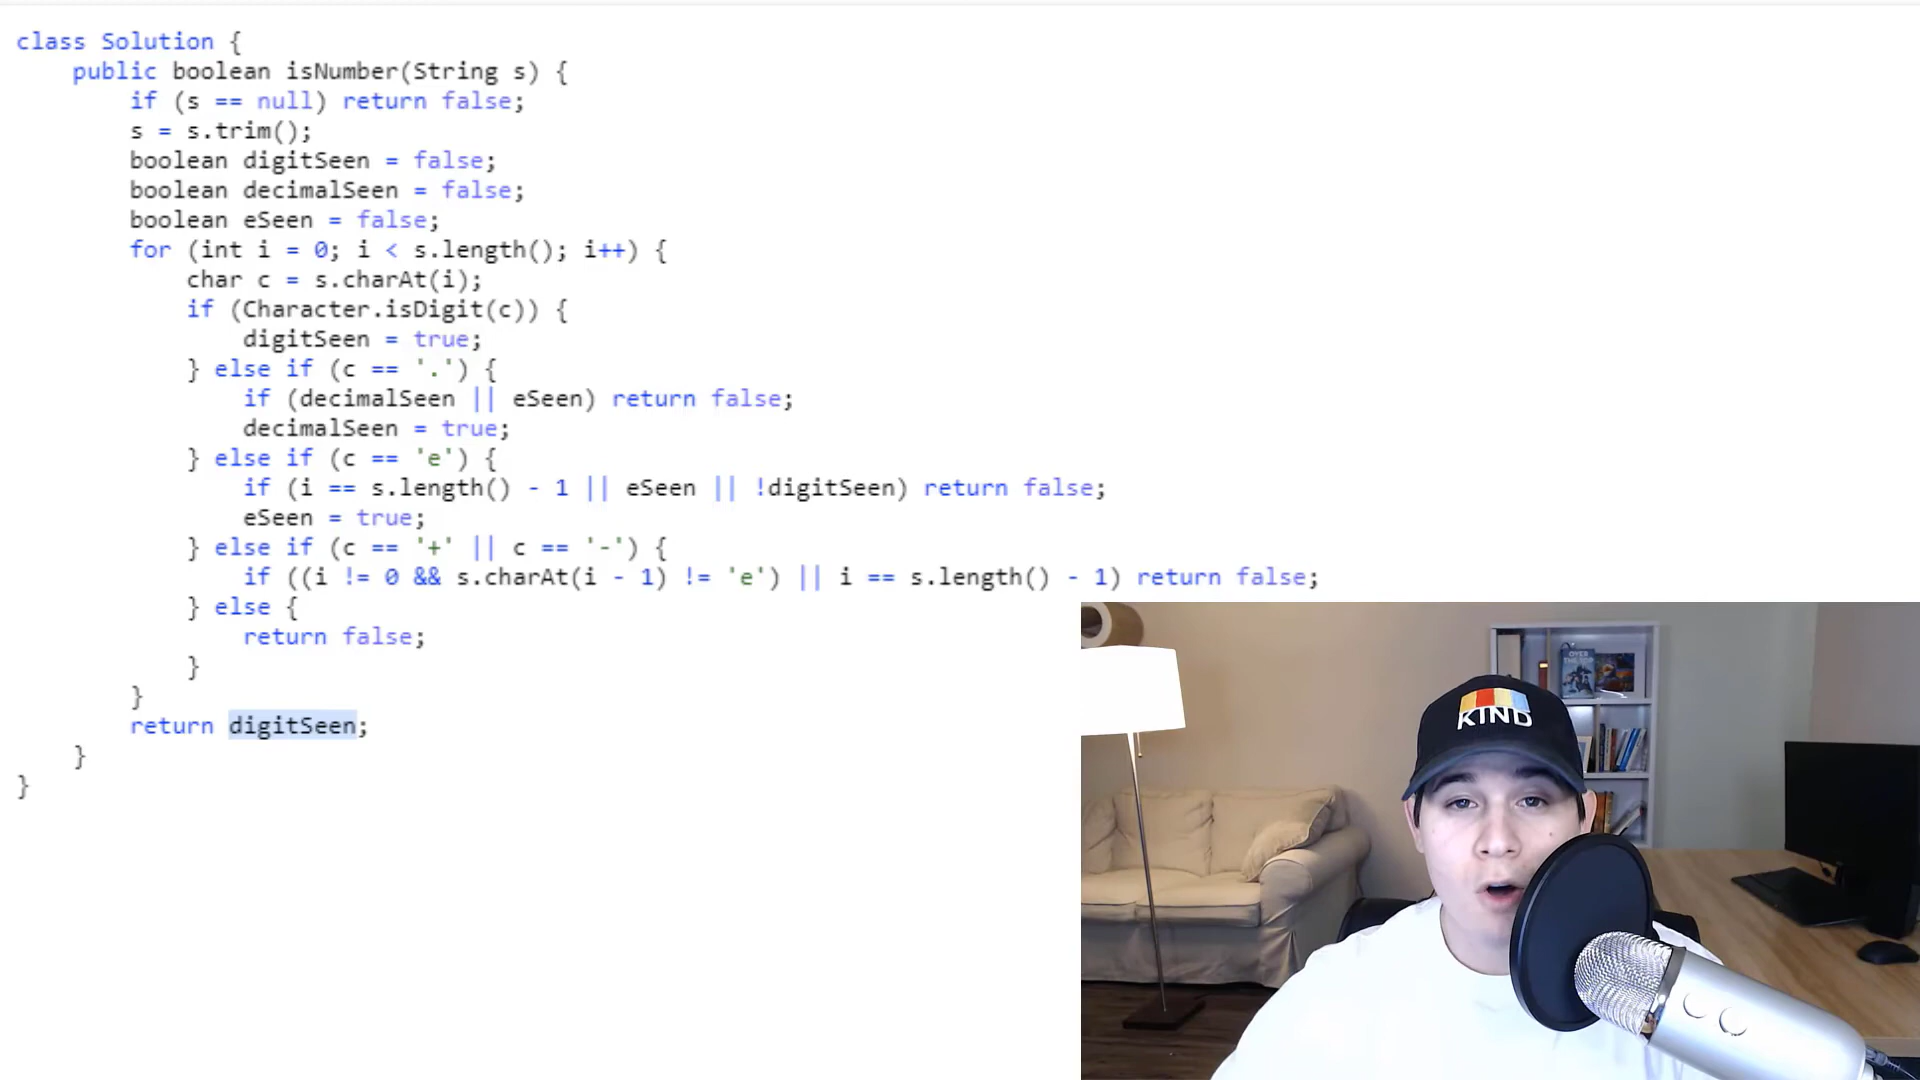 class Solution {
    public boolean isNumber(String s) {
        if (s == null) return false;
        s = s.trim();
        boolean digitSeen = false;
        boolean decimalSeen = false;
        boolean eSeen = false;
        for (int i = 0; i < s.length(); i++) {
            char c = s.charAt(i);
            if (Character.isDigit(c)) {
                digitSeen = true;
            } else if (c == '.') {
                if (decimalSeen || eSeen) return false;
                decimalSeen = true;
            } else if (c == 'e') {
                if (i == s.length() - 1 || eSeen || !digitSeen) return false;
                eSeen = true;
            } else if (c == '+' || c == '-') {
                if ((i != 0 && s.charAt(i - 1) != 'e') || i == s.length() - 1) return false;
            } else {
                return false;
            }
        }
        return digitSeen;
    }
}
OVER
KIND